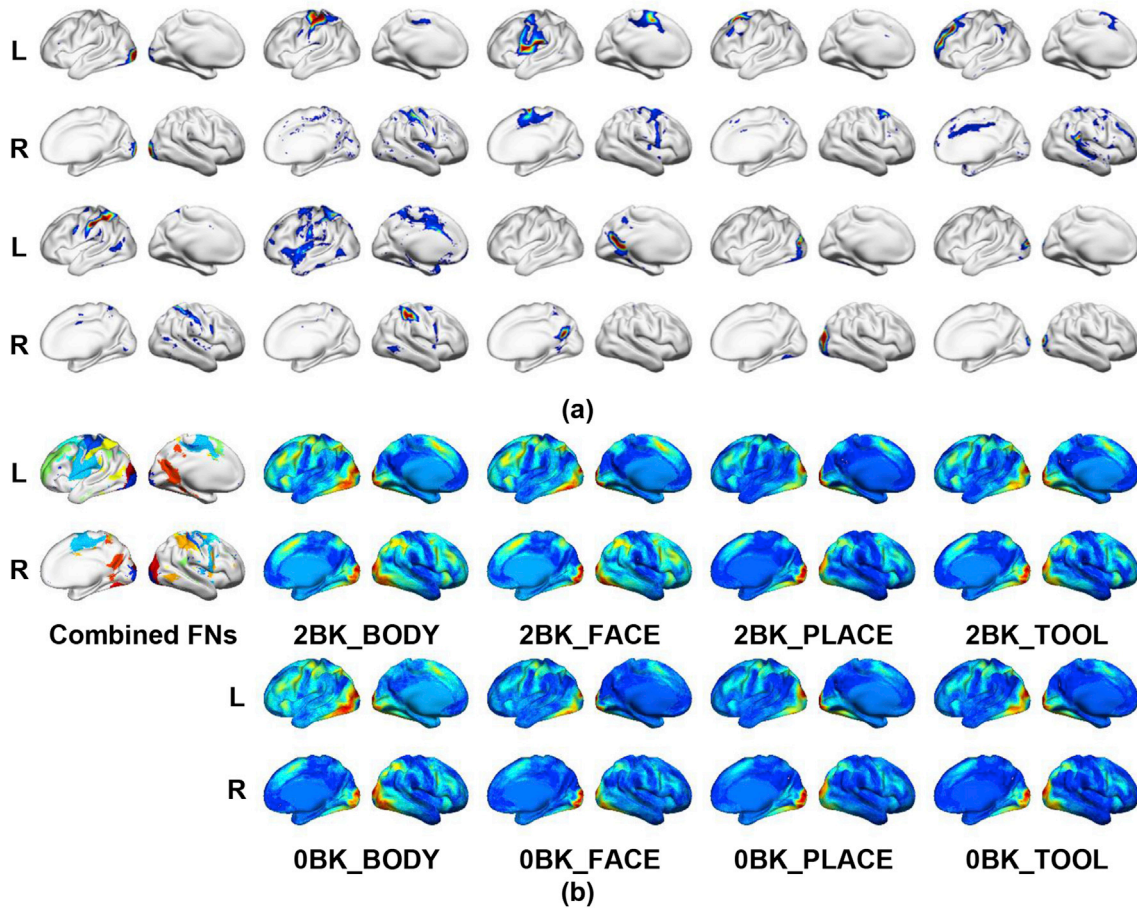 L
R
L
R
(a)
L
R
Combined FNs 2BK_BODY 2BK_FACE 2BK_PLACE 2BK_TOOL
L
R
0BK_BODY 0BK_FACE 0BK_PLACE 0BK_TOOL
(b)